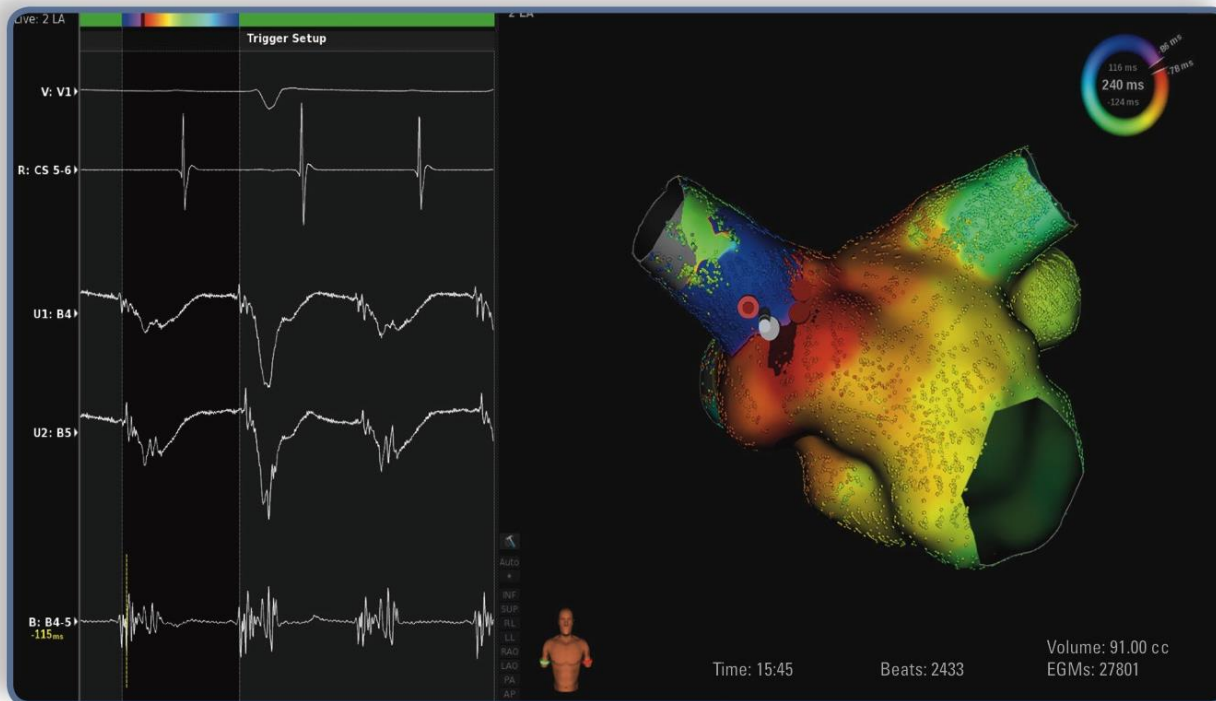 Live: 2 LA
Trigger Setup
V: V1
R: CS 5-6
U1: B4
U2: B5
B: B4-5
-115ms
2 LA
116 ms
240 ms
-124 ms
-86 ms
-78 ms
Auto
INF
SUP
RL
LL
RAO
LAO
PA
AP
Time: 15:45
Beats: 2433
Volume: 91.00 cc
EGMs: 27801